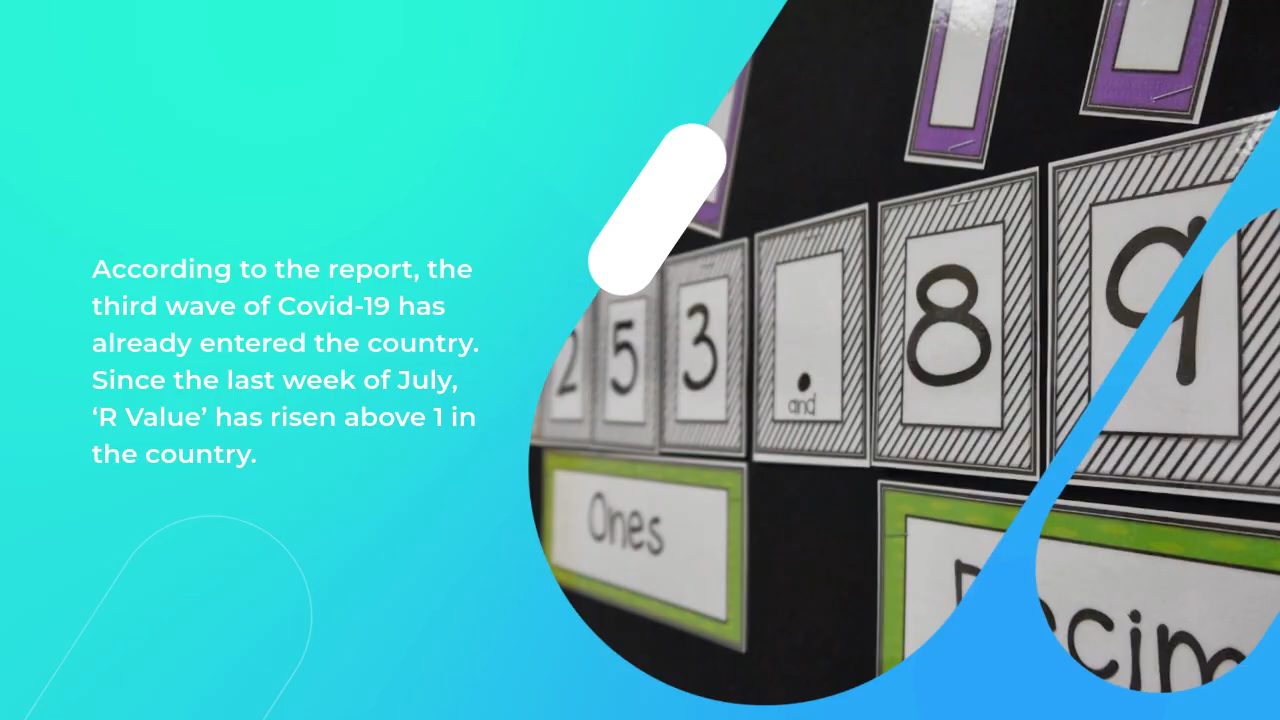 According to the report, the
third wave of Covid-19 has
already entered the country.
Since the last week of July,
‘R Value’ has risen above 1 in
the country.
2 5 3 . 8 9
and
Ones